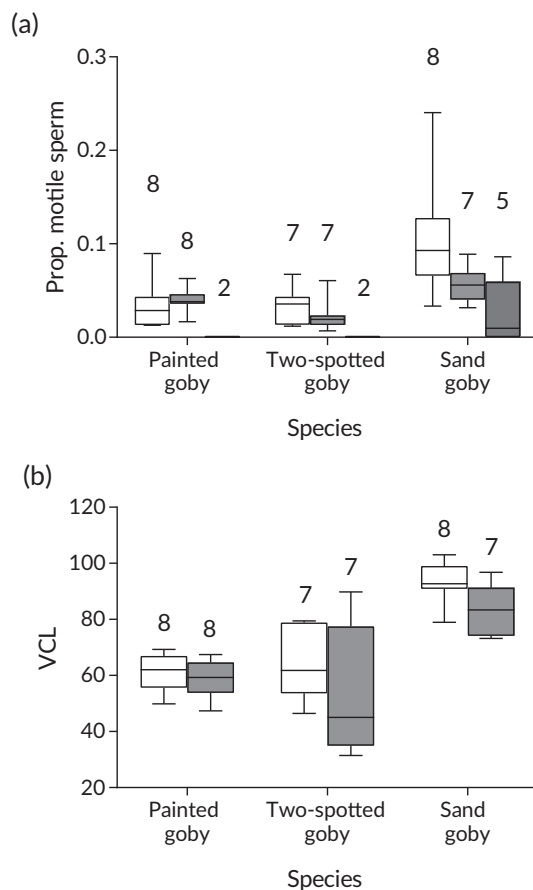 (a)
0.3
0.2
0.1
0.0
Prop. motile sperm
8
8
2
7
7
2
8
7
5
Painted goby
Two-spotted goby
Sand goby
Species
(b)
120
100
80
60
40
20
VCL
8
8
7
7
8
7
Painted goby
Two-spotted goby
Sand goby
Species